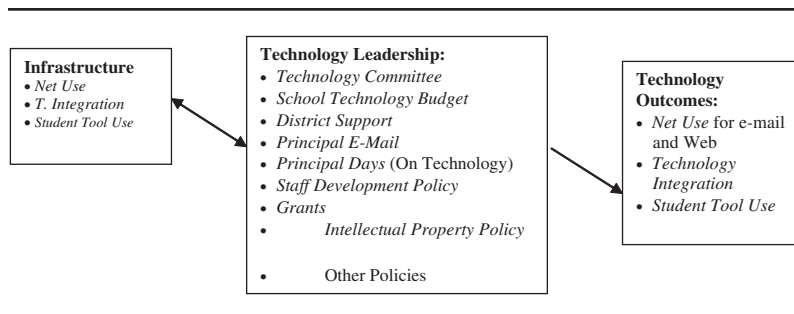 Infrastructure
• Net Use
• T. Integration
• Student Tool Use
Technology Leadership:
• Technology Committee
• School Technology Budget
• District Support
• Principal E-Mail
• Principal Days (On Technology)
• Staff Development Policy
• Grants
• Intellectual Property Policy
• Other Policies
Technology
Outcomes:
• Net Use for e-mail
and Web
• Technology
Integration
• Student Tool Use